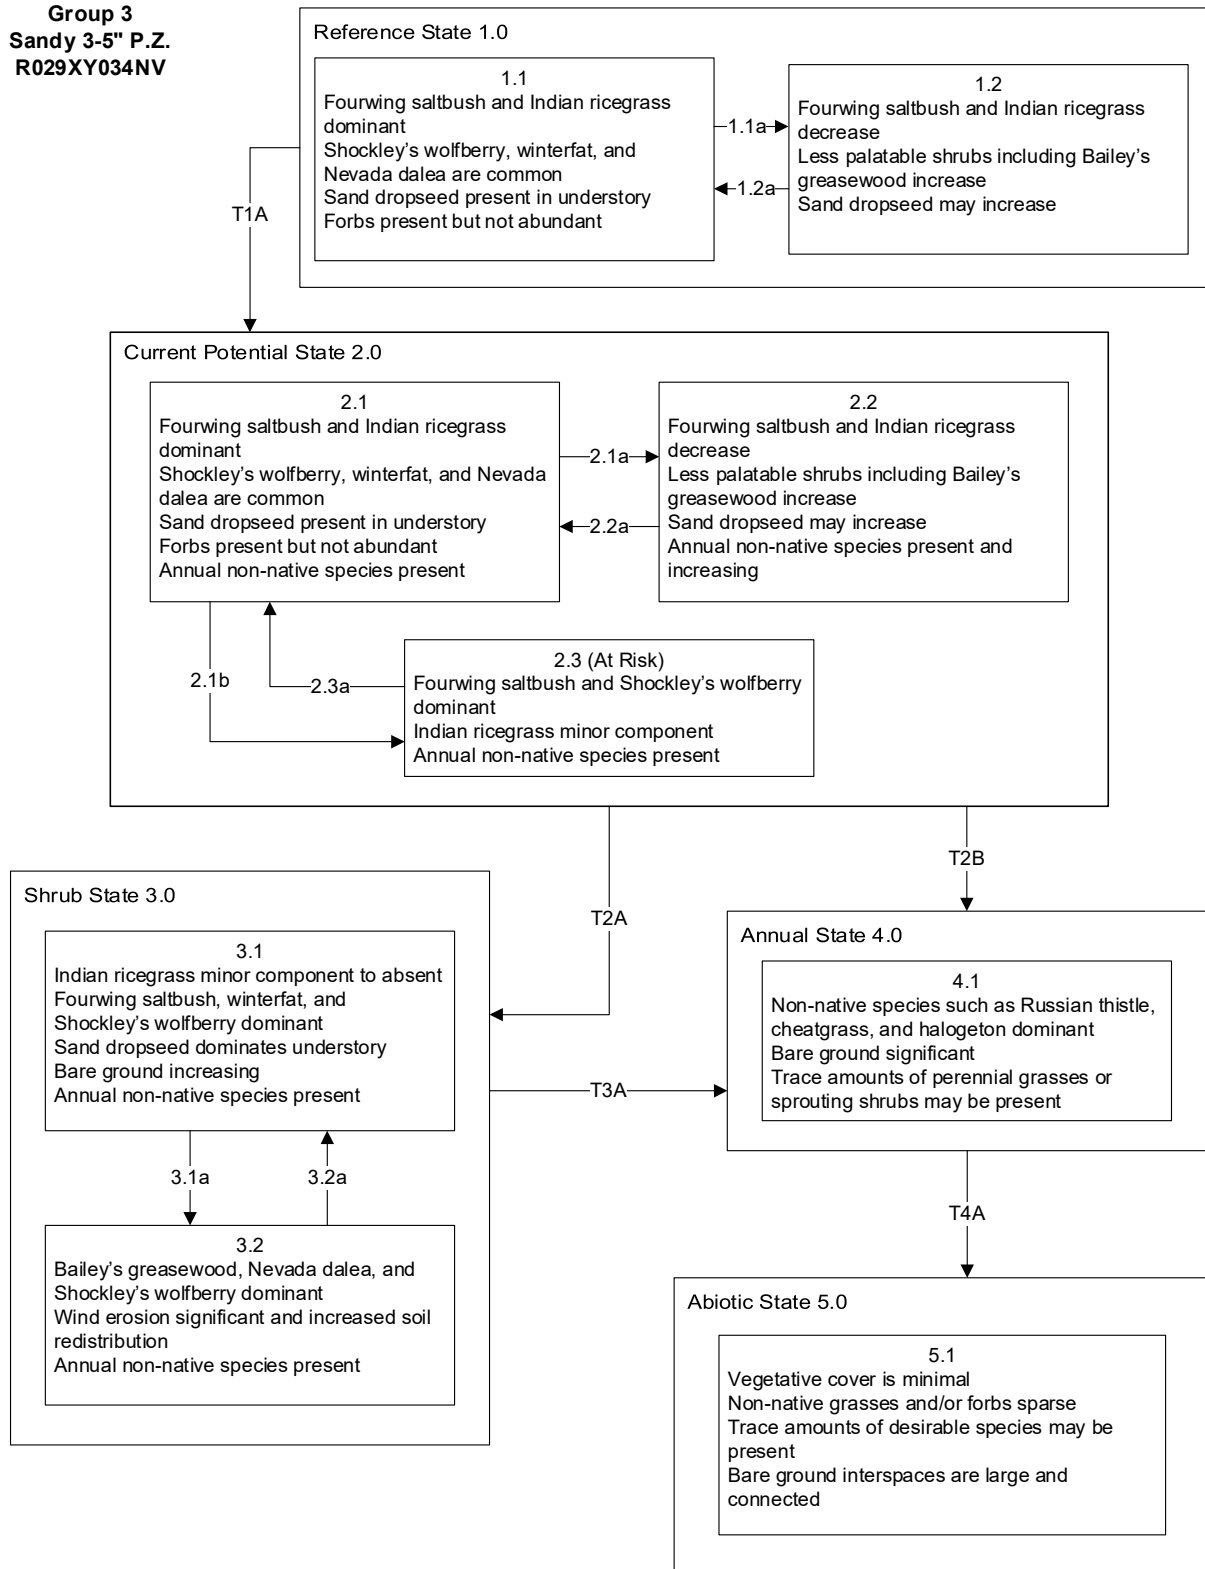 Group 3
Sandy 3-5" P.Z.
R029XY034NV
Reference State 1.0
1.1
Fourwing saltbush and Indian ricegrass
dominant
Shockley's wolfberry, winterfat, and
Nevada dalea are common
Sand dropseed present in understory
Forbs present but not abundant
1.1a
1.2a
1.2
Fourwing saltbush and Indian ricegrass
decrease
Less palatable shrubs including Bailey's
greasewood increase
Sand dropseed may increase
T1A
Current Potential State 2.0
2.1
Fourwing saltbush and Indian ricegrass
dominant
Shockley's wolfberry, winterfat, and Nevada
dalea are common
Sand dropseed present in understory
Forbs present but not abundant
Annual non-native species present
2.1a
2.2a
2.2
Fourwing saltbush and Indian ricegrass
decrease
Less palatable shrubs including Bailey's
greasewood increase
Sand dropseed may increase
Annual non-native species present and
increasing
2.1b
2.3a
2.3 (At Risk)
Fourwing saltbush and Shockley's wolfberry
dominant
Indian ricegrass minor component
Annual non-native species present
T2A
T2B
Shrub State 3.0
3.1
Indian ricegrass minor component to absent
Fourwing saltbush, winterfat, and
Shockley's wolfberry dominant
Sand dropseed dominates understory
Bare ground increasing
Annual non-native species present
3.1a
3.2a
3.2
Bailey's greasewood, Nevada dalea, and
Shockley's wolfberry dominant
Wind erosion significant and increased soil
redistribution
Annual non-native species present
T3A
Annual State 4.0
4.1
Non-native species such as Russian thistle,
cheatgrass, and halogeton dominant
Bare ground significant
Trace amounts of perennial grasses or
sprouting shrubs may be present
T4A
Abiotic State 5.0
5.1
Vegetative cover is minimal
Non-native grasses and/or forbs sparse
Trace amounts of desirable species may be
present
Bare ground interspaces are large and
connected